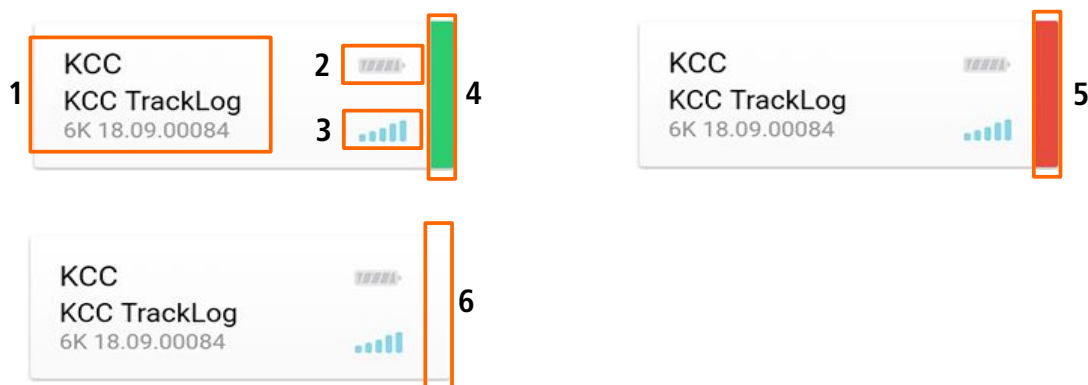 1
KCC
KCC TrackLog
6K 18.09.00084
2
3
4
KCC
KCC TrackLog
6K 18.09.00084
5
KCC
KCC TrackLog
6K 18.09.00084
6